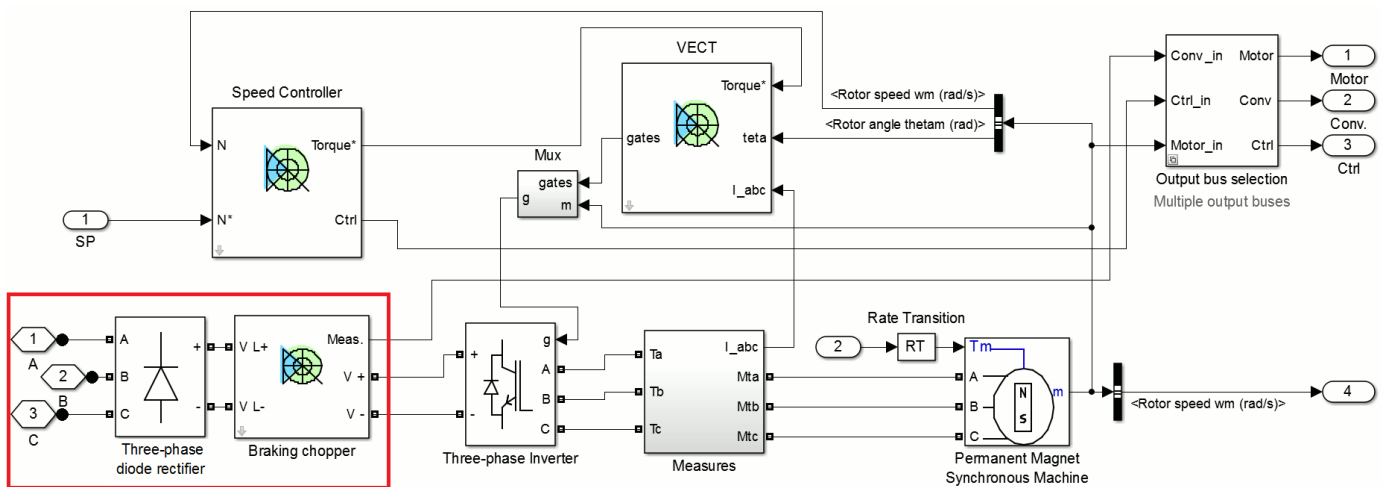 VECT
Conv_in
Motor
1
Motor
Ctrl_in
Conv
2
Conv.
Motor_in
Ctrl
3
Ctrl
Output bus selection
Multiple output buses
Speed Controller
N
Torque*
N*
Ctrl
1
SP
Torque*
gates
teta
I_abc
<Rotor speed wm (rad/s)>
<Rotor angle thetam (rad)>
Mux
gates
g
m
1
A
2
B
3
C
A
+
B
C
-
Three-phase
diode rectifier
V L+
Meas.
V +
V L-
V -
Braking chopper
g
+
A
B
-
C
Three-phase Inverter
I_abc
Ta
Mta
Tb
Mtb
Tc
Mtc
Measures
2
Rate Transition
RT
Tm
A
m
B
C
N
S
Permanent Magnet
Synchronous Machine
<Rotor speed wm (rad/s)>
4